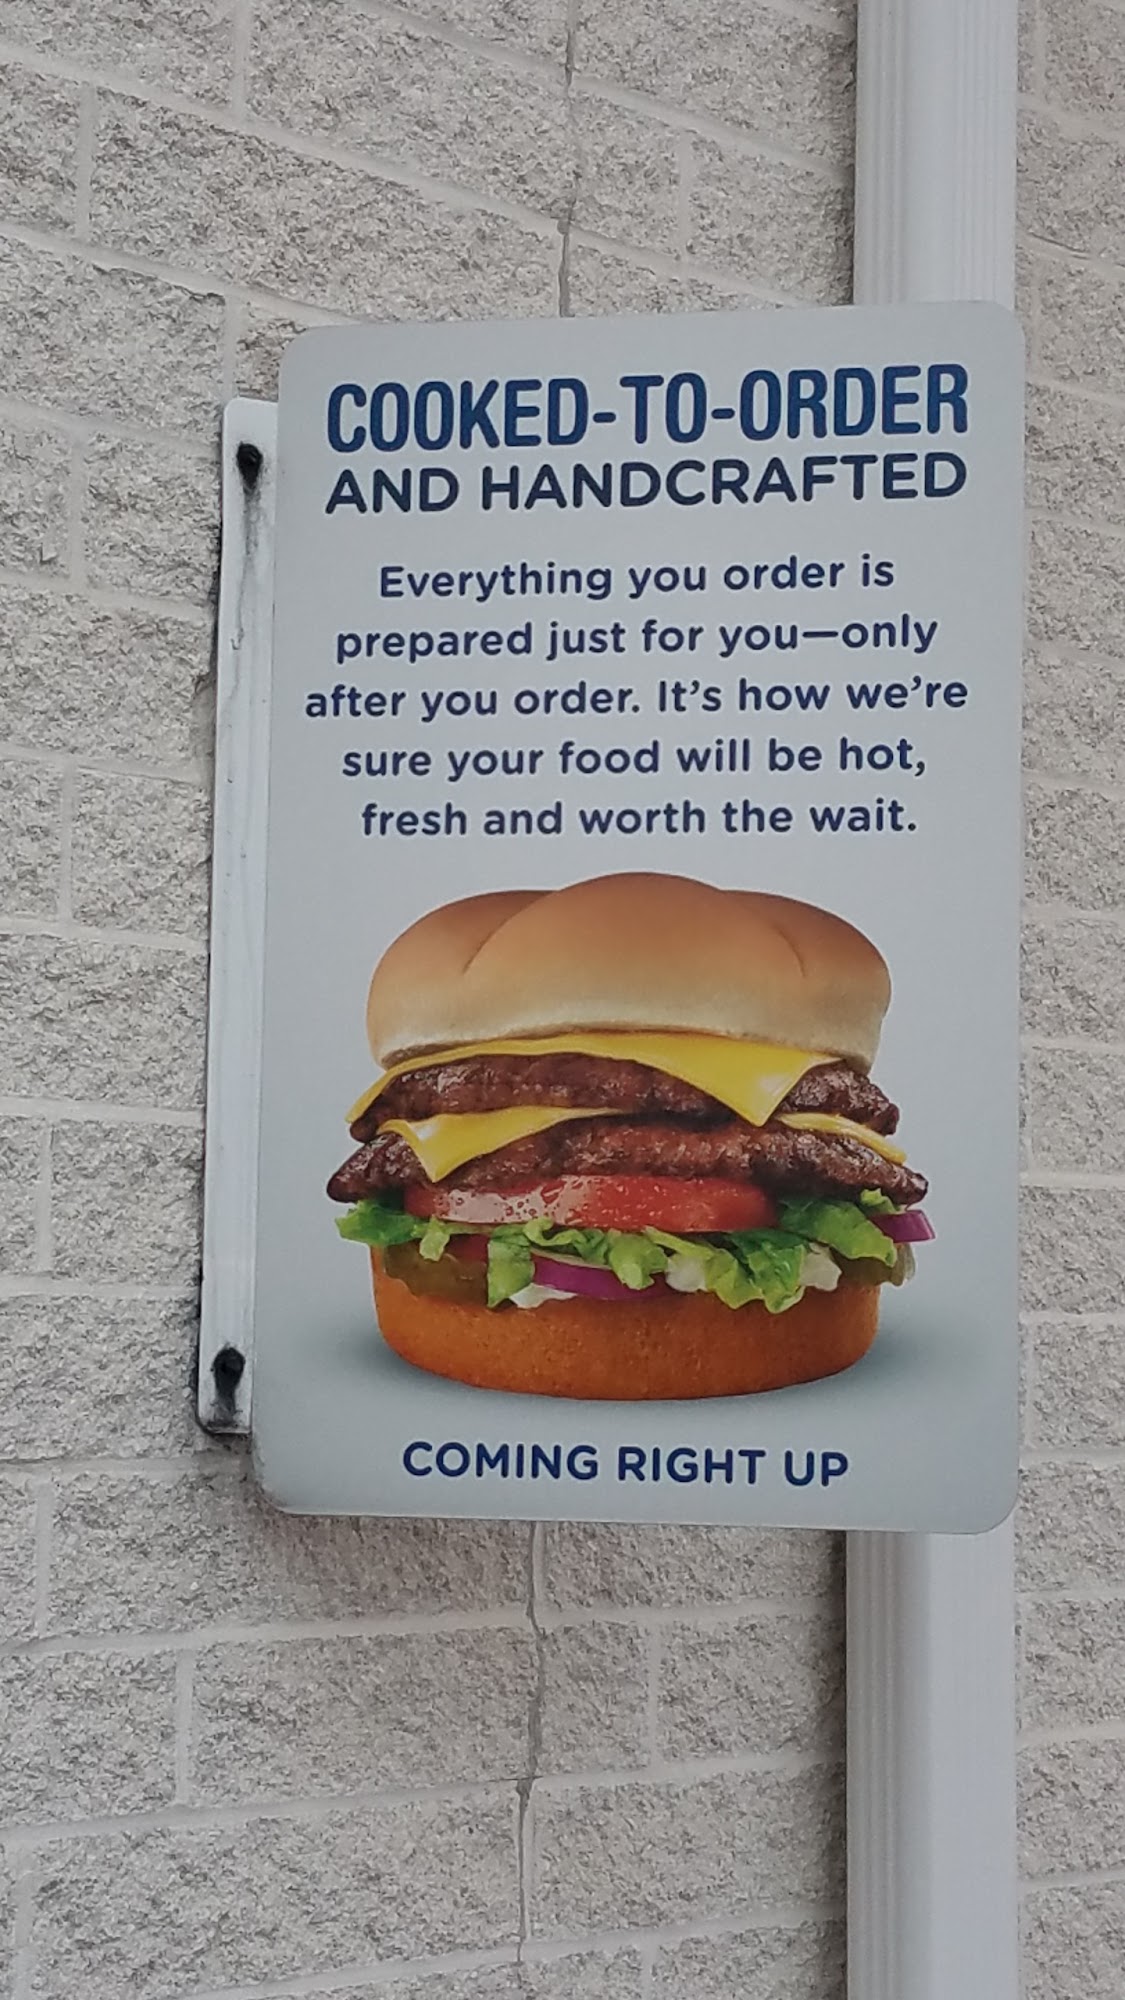 COOKED-TO-ORDER
AND HANDCRAFTED
Everything you order is
prepared just for you—only
after you order. It's how we're
sure your food will be hot,
fresh and worth the wait.
COMING RIGHT UP